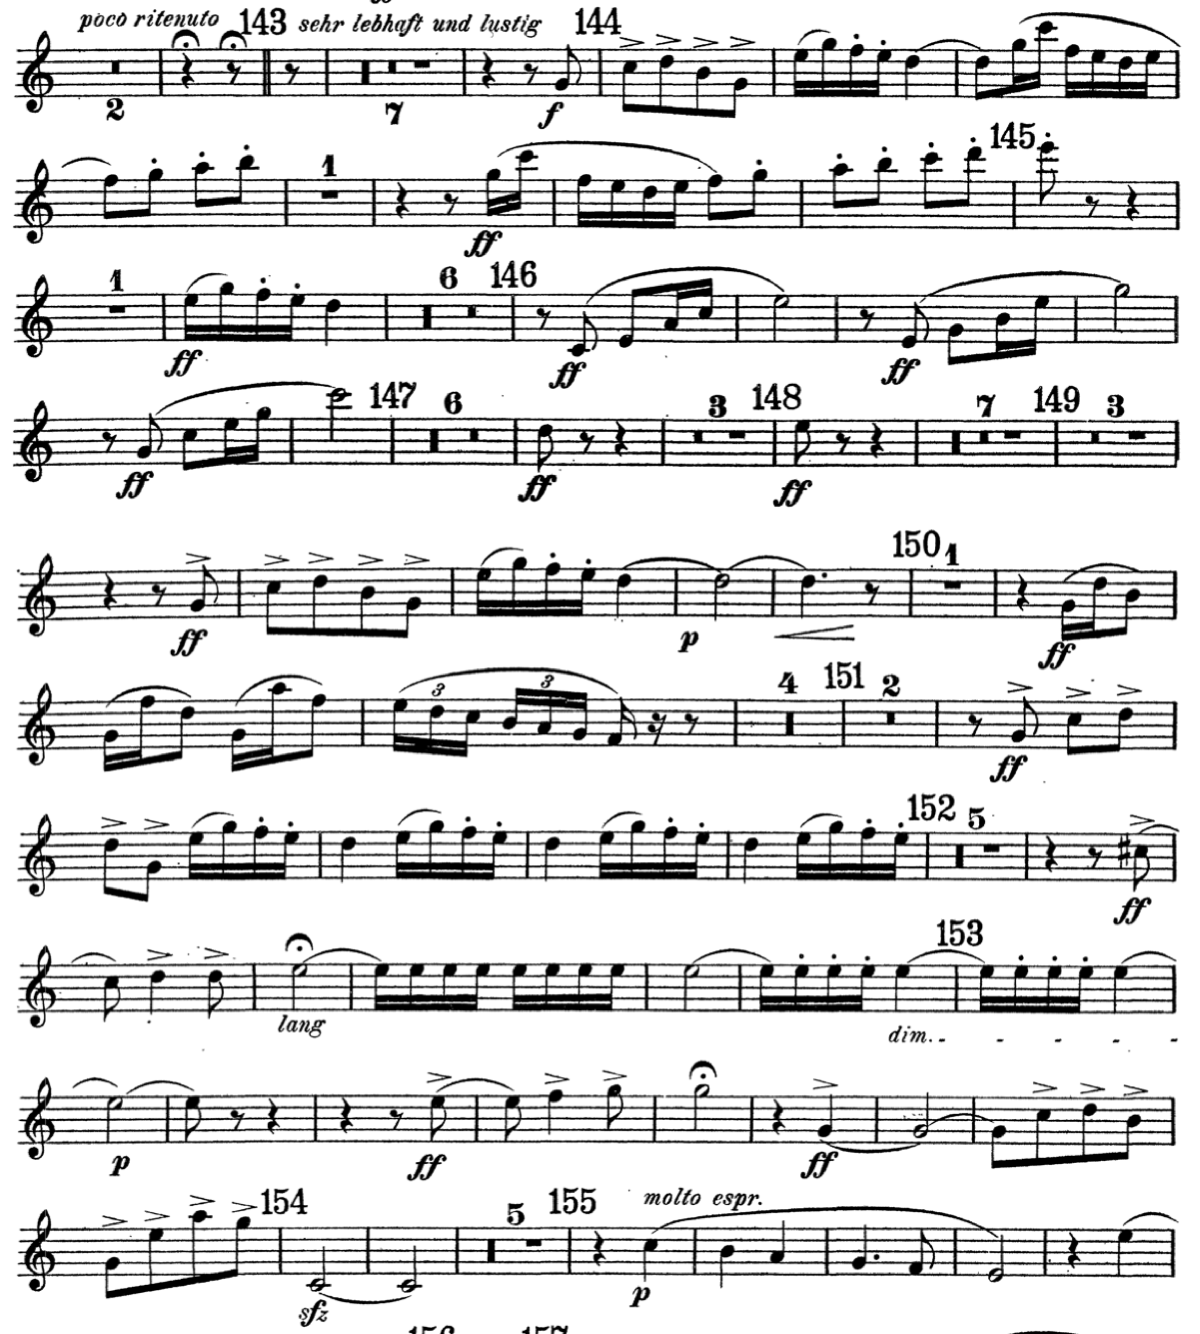 poco ritenuto 143 sehr lebhaft und lustig 144
2 7 f
1 145
ff
1 6 146
ff ff ff
147 6 3 148 7 149 3
ff ff ff
150 1
ff p ff
3 3 4 151 2
ff
152 5
ff
153
lang dim.. - - - -
p ff ff
154 5 155 molto espr.
sfz p